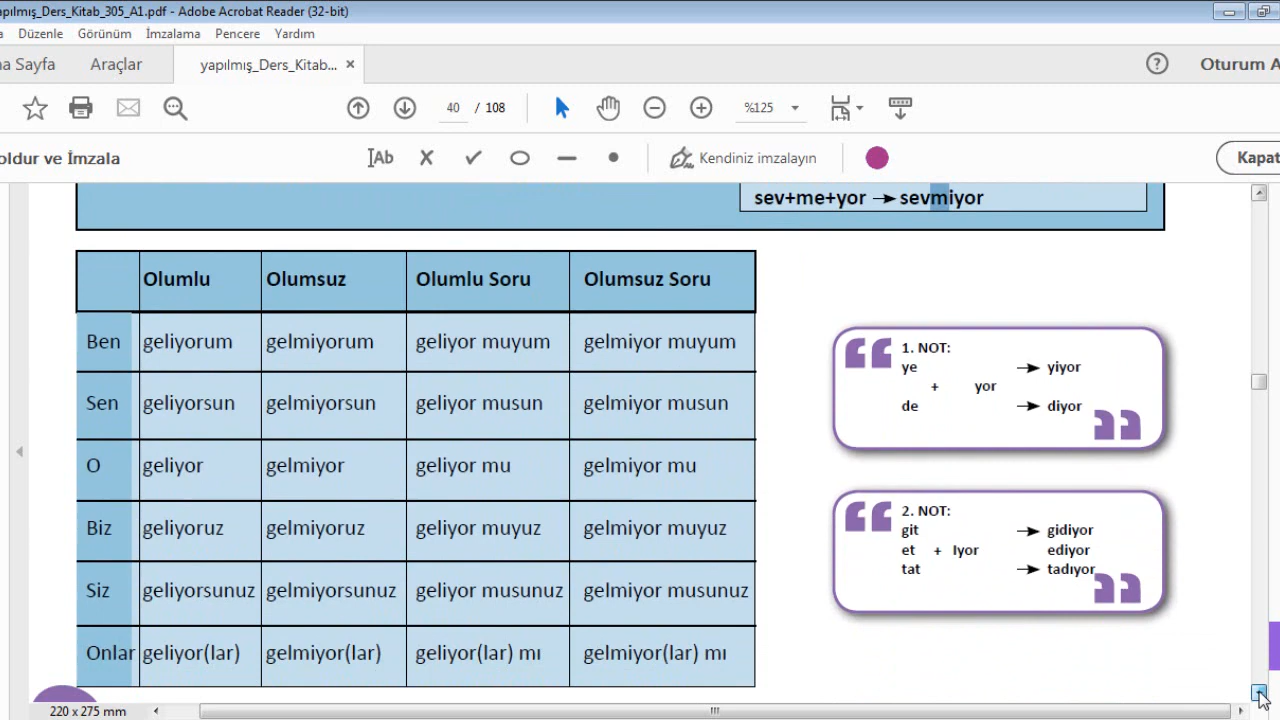 apılmış_Ders_Kitab_305_A1.pdf - Adobe Acrobat Reader (32-bit)
Düzenle Görünüm İmzalama Pencere Yardım
na Sayfa Araçlar yapılmış_Ders_Kitab... × ? Oturum A
40 / 108 %125
oldur ve İmzala Ab Kendiniz imzalayın Kapat
sev+me+yor → sevmiyor
Olumlu Olumsuz Olumlu Soru Olumsuz Soru
Ben geliyorum gelmiyorum geliyor muyum gelmiyor muyum
Sen geliyorsun gelmiyorsun geliyor musun gelmiyor musun
O geliyor gelmiyor geliyor mu gelmiyor mu
Biz geliyoruz gelmiyoruz geliyor muyuz gelmiyor muyuz
Siz geliyorsunuz gelmiyorsunuz geliyor musunuz gelmiyor musunuz
Onlar geliyor(lar) gelmiyor(lar) geliyor(lar) mı gelmiyor(lar) mı
1. NOT:
ye → yiyor
+ yor
de → diyor
2. NOT:
git → gidiyor
et + Iyor ediyor
tat → tadıyor
220 x 275 mm